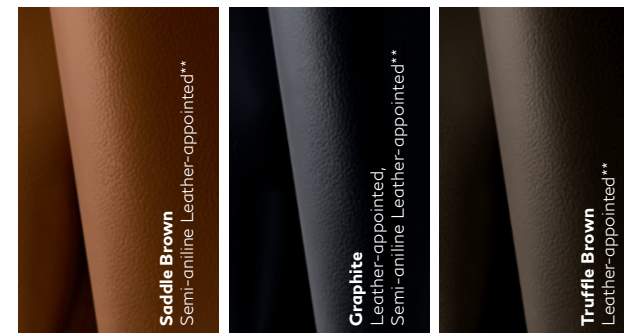 Saddle Brown
Semi-aniline Leather-appointed**
Graphite
Leather-appointed,
Semi-aniline Leather-appointed**
Truffle Brown
Leather-appointed**